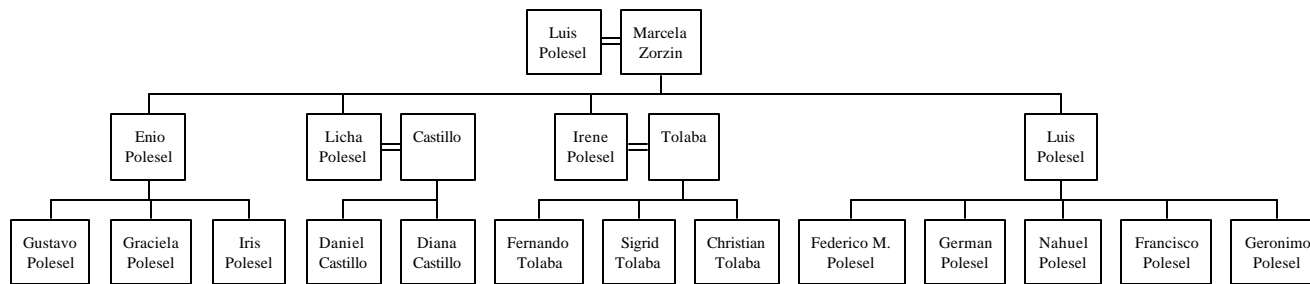 Luis
Polesel
Marcela
Zorzin
Enio
Polesel
Licha
Polesel
Castillo
Irene
Polesel
Tolaba
Luis
Polesel
Gustavo
Polesel
Graciela
Polesel
Iris
Polesel
Daniel
Castillo
Diana
Castillo
Fernando
Tolaba
Sigrid
Tolaba
Christian
Tolaba
Federico M.
Polesel
German
Polesel
Nahuel
Polesel
Francisco
Polesel
Geronimo
Polesel